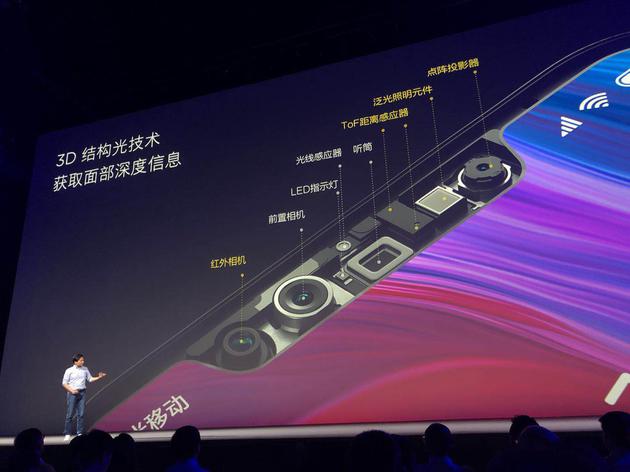 3D 结构光技术
获取面部深度信息
点阵投影器
泛光照明元件
ToF距离感应器
光线感应器
听筒
LED指示灯
前置相机
红外相机
移动